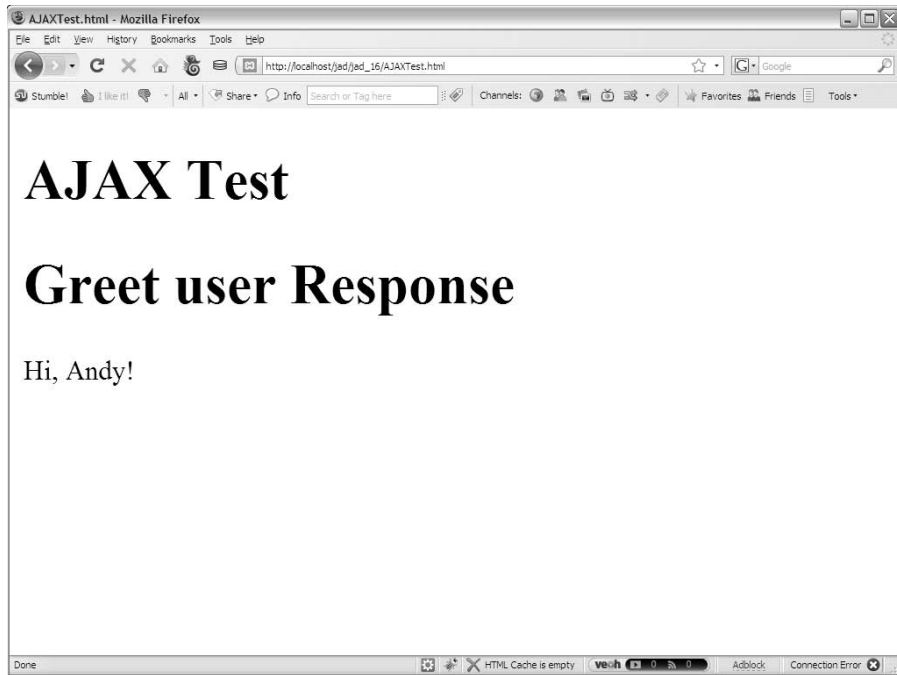 AJAXTest.html - Mozilla Firefox
File Edit View History Bookmarks Tools Help
http://localhost/jad/jad_16/AJAXTest.html G Google
Stumble! I like it! All Share Info Search or Tag here Channels: Favorites Friends Tools
AJAX Test
Greet user Response
Hi, Andy!
Done HTML Cache is empty veoh 0 0 Adblock Connection Error